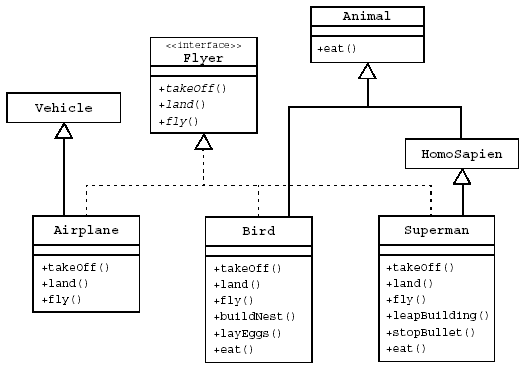 Animal
+eat()
<<interface>>
Flyer
+takeOff()
+land()
+fly()
Vehicle
HomoSapien
Airplane
+takeOff()
+land()
+fly()
Bird
+takeOff()
+land()
+fly()
+buildNest()
+layEggs()
+eat()
Superman
+takeOff()
+land()
+fly()
+leapBuilding()
+stopBullet()
+eat()